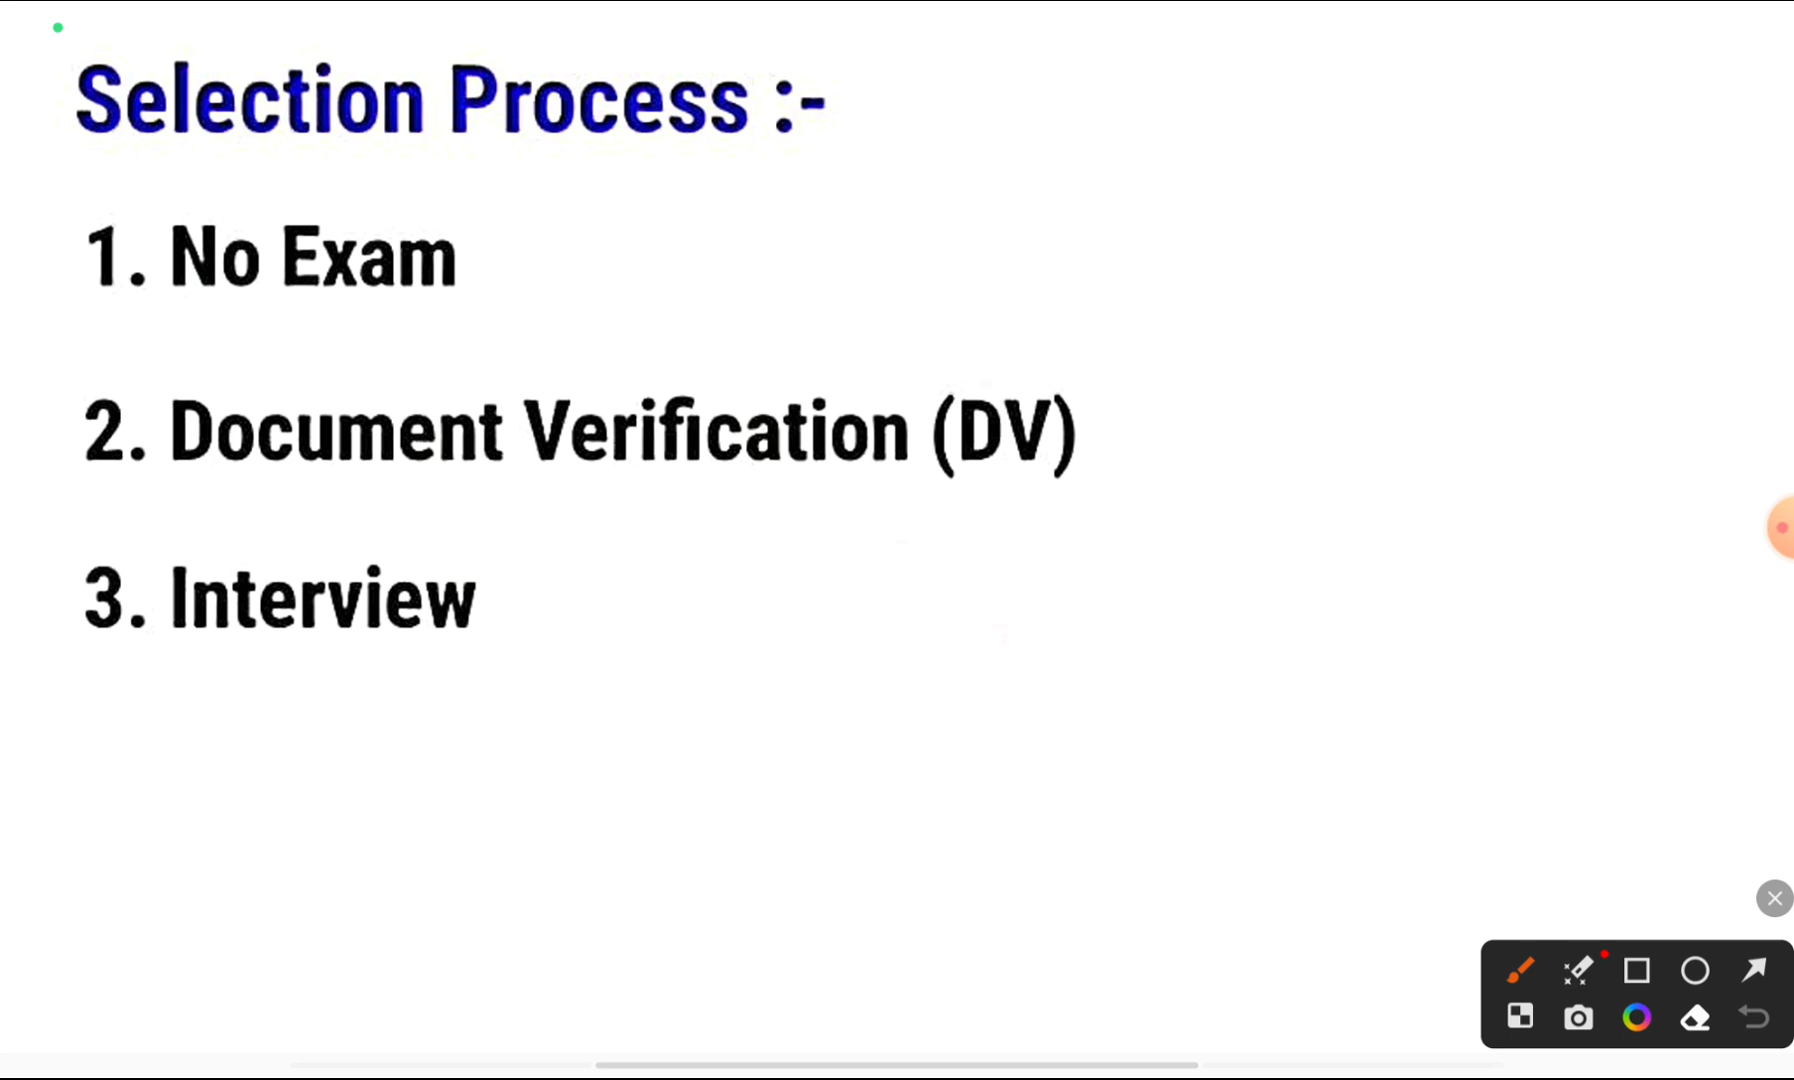 Selection Process :-
1. No Exam
2. Document Verification (DV)
3. Interview